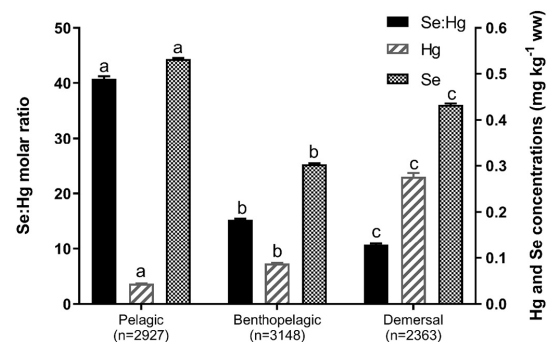 Se:Hg
Hg
Se
50
40
30
20
10
0
Se:Hg molar ratio
0.6
0.5
0.4
0.3
0.2
0.1
0.0
Hg and Se concentrations (mg kg-1 ww)
a
a
a
b
b
b
c
c
c
Pelagic
(n=2927)
Benthopelagic
(n=3148)
Demersal
(n=2363)